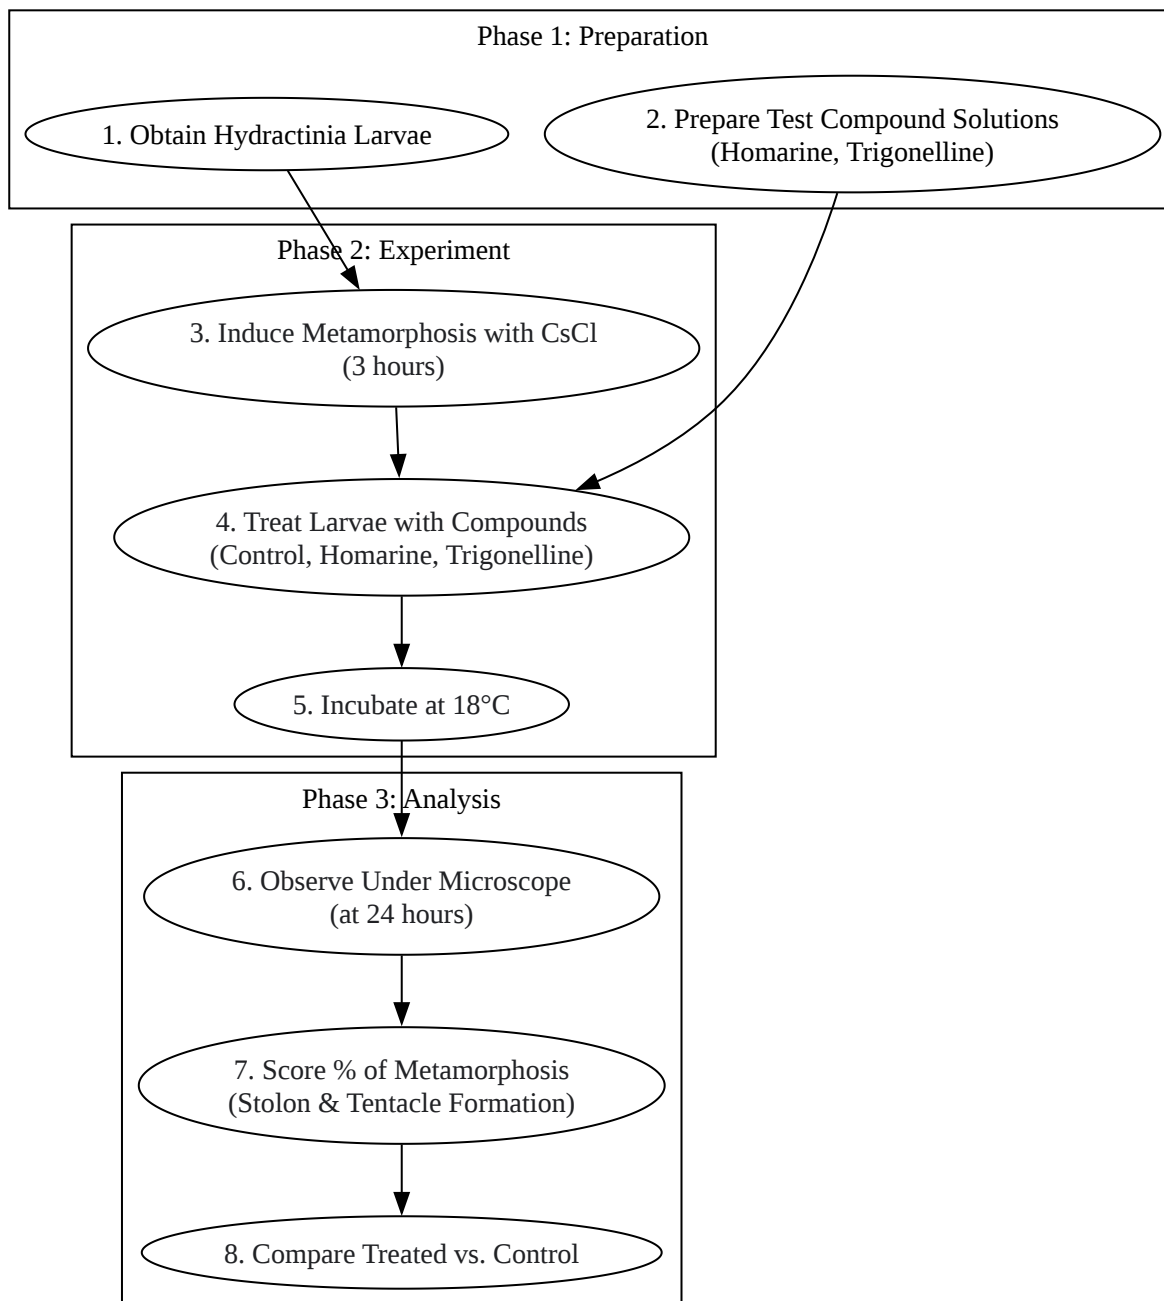 Phase 1: Preparation
1. Obtain Hydractinia Larvae
2. Prepare Test Compound Solutions
(Homarine, Trigonelline)
Phase 2: Experiment
3. Induce Metamorphosis with CsCl
(3 hours)
4. Treat Larvae with Compounds
(Control, Homarine, Trigonelline)
5. Incubate at 18°C
Phase 3: Analysis
6. Observe Under Microscope
(at 24 hours)
7. Score % of Metamorphosis
(Stolon & Tentacle Formation)
8. Compare Treated vs. Control